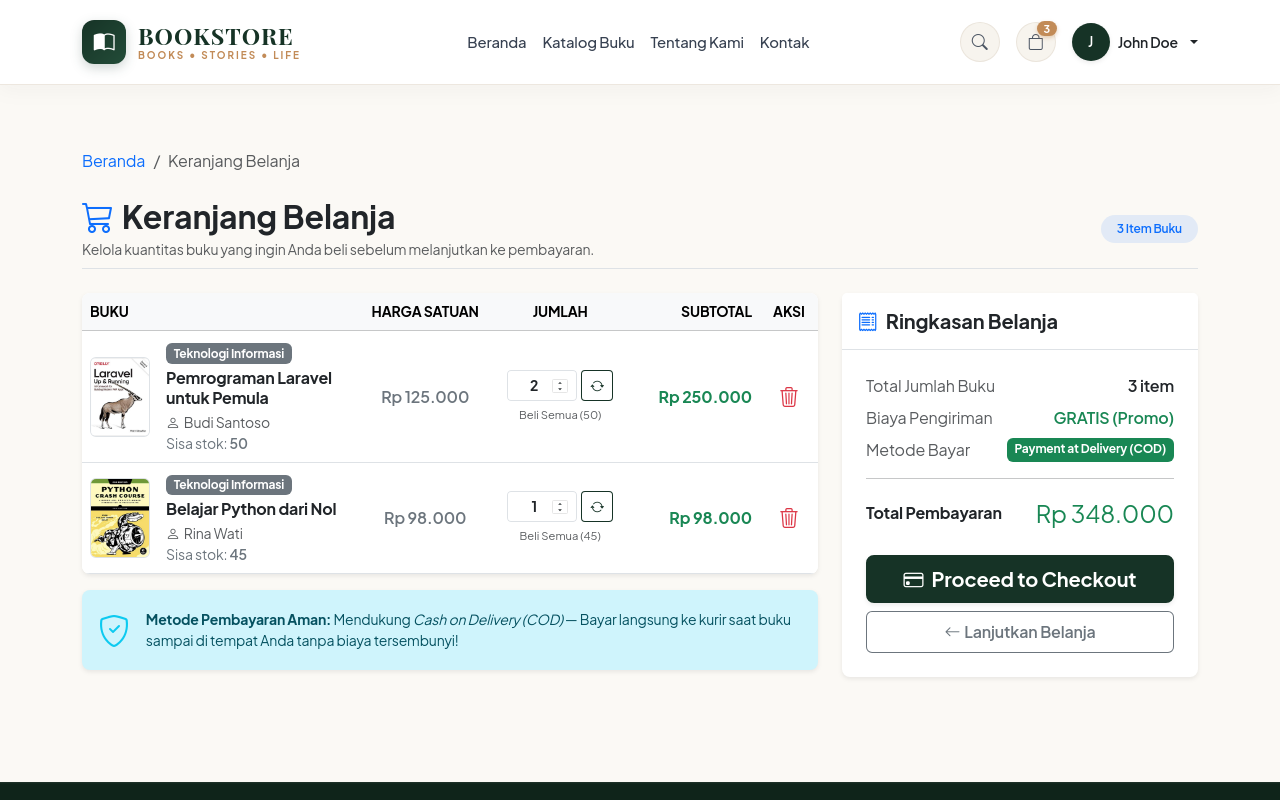 BOOKSTORE
BOOKS • STORIES • LIFE
Beranda
Katalog Buku
Tentang Kami
Kontak
3
J
John Doe
Beranda / Keranjang Belanja
Keranjang Belanja
Kelola kuantitas buku yang ingin Anda beli sebelum melanjutkan ke pembayaran.
3 Item Buku
BUKU
HARGA SATUAN
JUMLAH
SUBTOTAL
AKSI
Teknologi Informasi
Pemrograman Laravel
untuk Pemula
Budi Santoso
Sisa stok: 50
Laravel
Up & Running
Rp 125.000
2
Beli Semua (50)
Rp 250.000
PYTHON
CRASH COURSE
Teknologi Informasi
Belajar Python dari Nol
Rina Wati
Sisa stok: 45
Rp 98.000
1
Beli Semua (45)
Rp 98.000
Metode Pembayaran Aman: Mendukung Cash on Delivery (COD) — Bayar langsung ke kurir saat buku
sampai di tempat Anda tanpa biaya tersembunyi!
Ringkasan Belanja
Total Jumlah Buku
3 item
Biaya Pengiriman
GRATIS (Promo)
Metode Bayar
Payment at Delivery (COD)
Total Pembayaran
Rp 348.000
Proceed to Checkout
← Lanjutkan Belanja